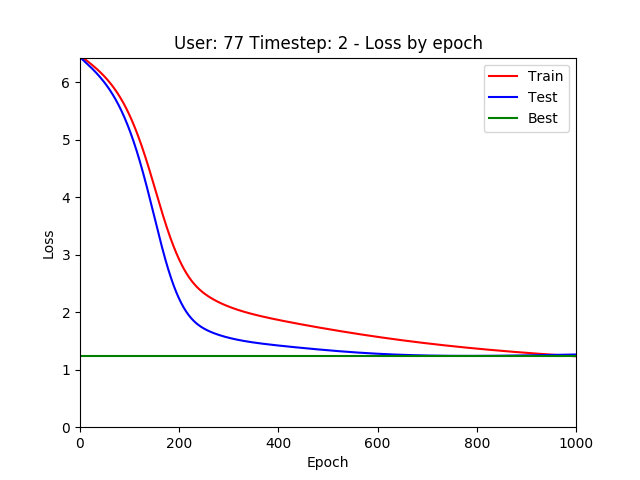 User: 77 Timestep: 2 - Loss by epoch
Train
Test
Best
6
5
4
3
2
1
0
Loss
0 200 400 600 800 1000
Epoch